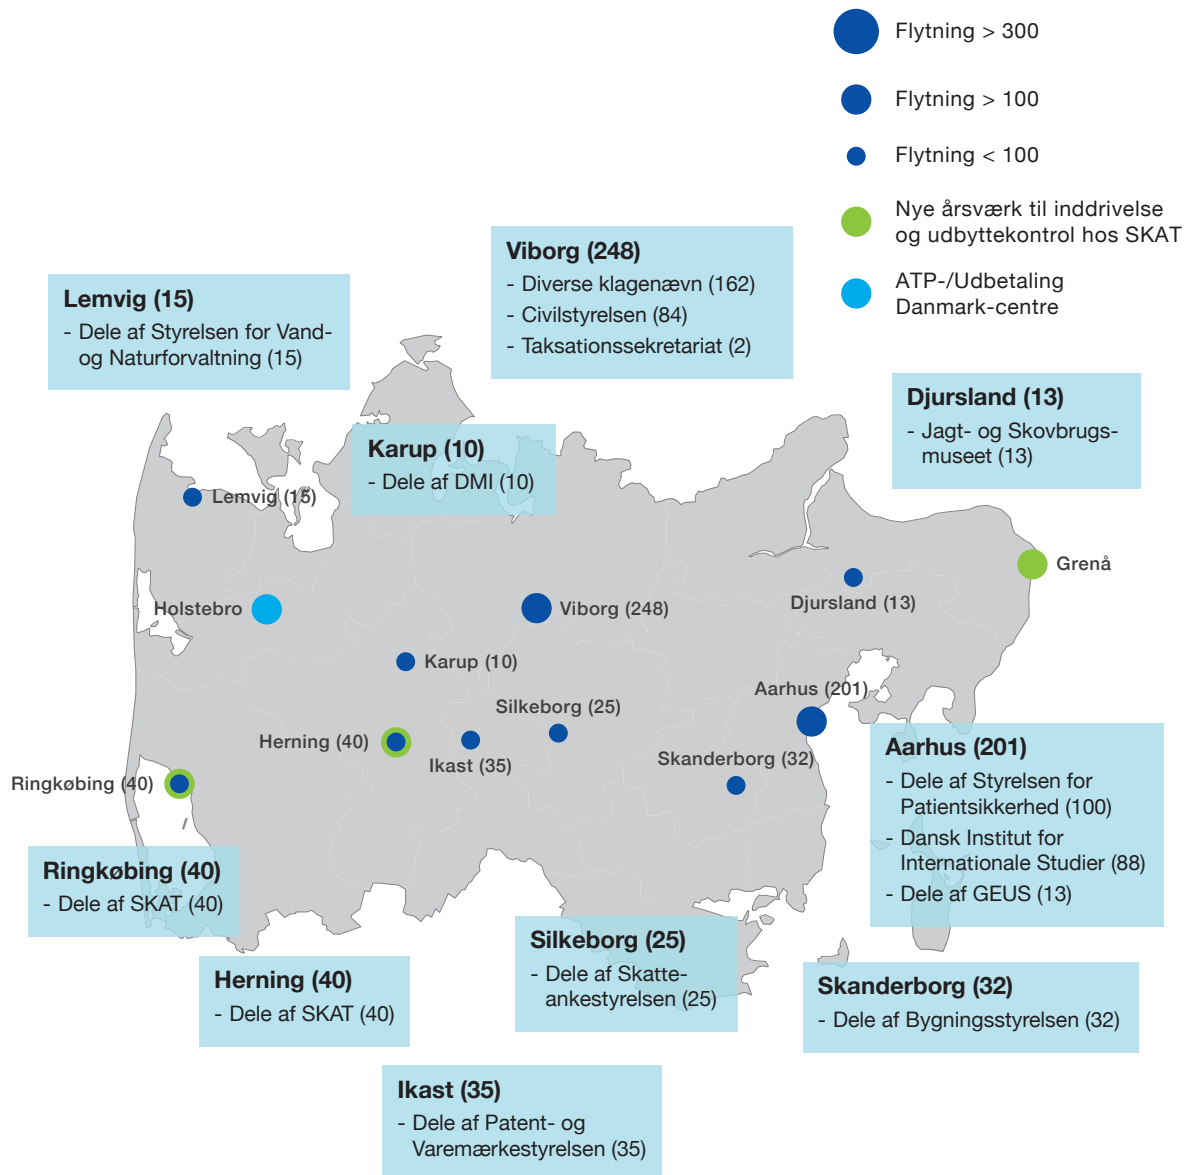 Flytning > 300
Flytning > 100
Flytning < 100
Nye årsværk til inddrivelse
og udbyttekontrol hos SKAT
ATP-/Udbetaling
Danmark-centre
Viborg (248)
- Diverse klagenævn (162)
- Civilstyrelsen (84)
- Taksationssekretariat (2)
Lemvig (15)
- Dele af Styrelsen for Vand-
og Naturforvaltning (15)
Djursland (13)
- Jagt- og Skovbrugs-
museet (13)
Karup (10)
- Dele af DMI (10)
Lemvig (15)
Grenå
Holstebro
Viborg (248)
Djursland (13)
Karup (10)
Aarhus (201)
Silkeborg (25)
Herning (40)
Ikast (35)
Skanderborg (32)
Ringkøbing (40)
Aarhus (201)
- Dele af Styrelsen for
Patientsikkerhed (100)
- Dansk Institut for
Internationale Studier (88)
- Dele af GEUS (13)
Ringkøbing (40)
- Dele af SKAT (40)
Silkeborg (25)
- Dele af Skatte-
ankestyrelsen (25)
Herning (40)
- Dele af SKAT (40)
Skanderborg (32)
- Dele af Bygningsstyrelsen (32)
Ikast (35)
- Dele af Patent- og
Varemærkestyrelsen (35)